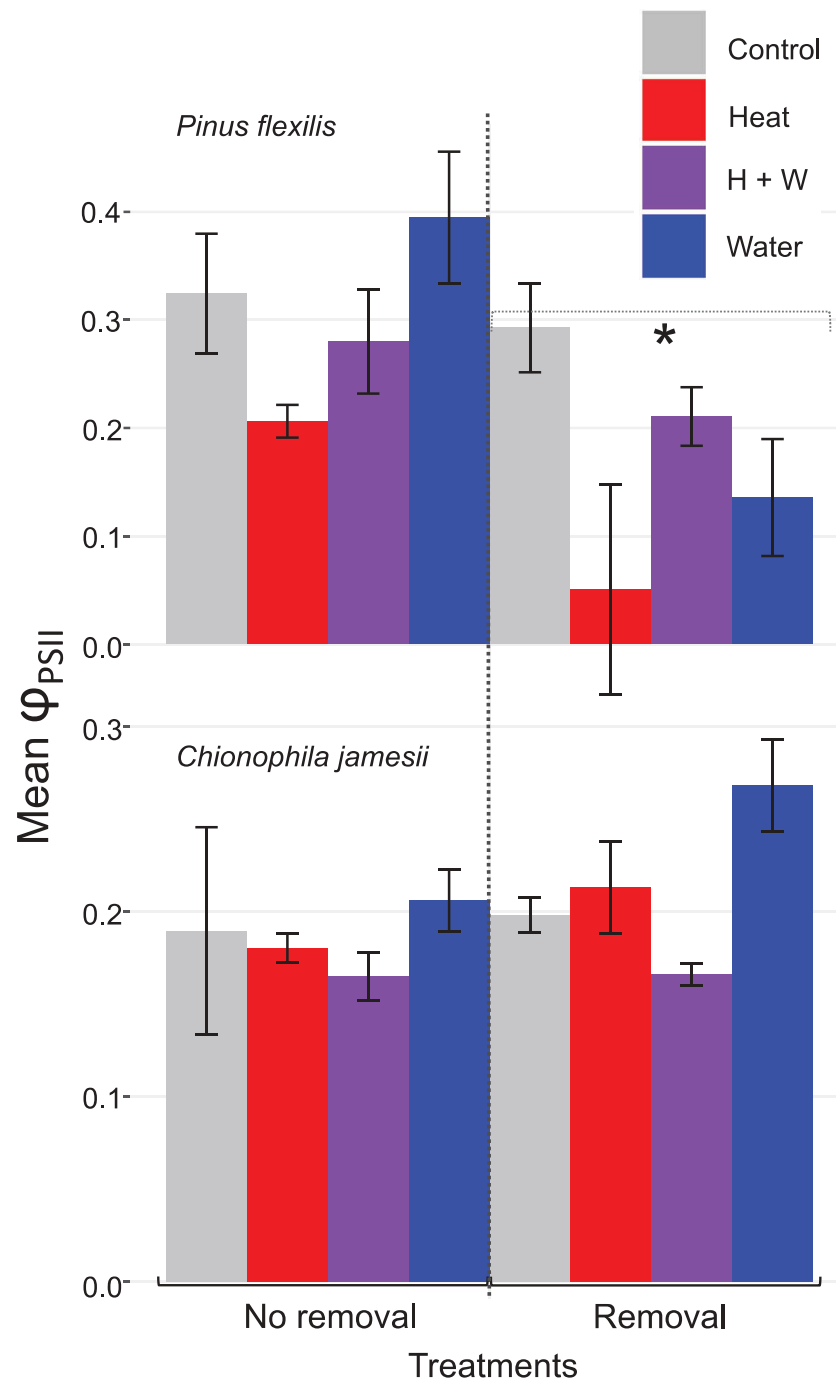 Control
Heat
H + W
Water
Pinus flexilis
0.4
0.3
*
0.2
0.1
0.0
Mean φPSII
0.3
Chionophila jamesii
0.2
0.1
0.0
No removal
Removal
Treatments